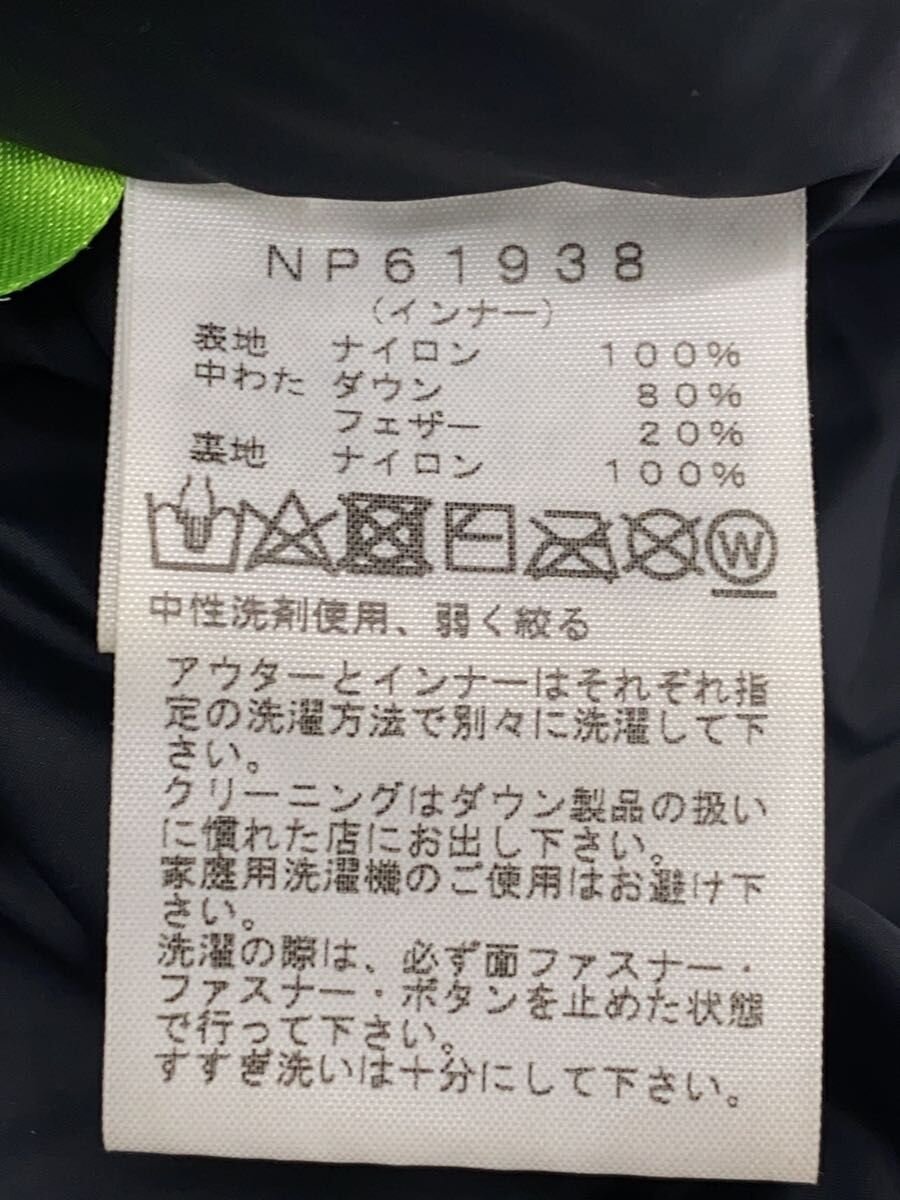 NP61938
(インナー)
表地 ナイロン 100%
中わた ダウン 80%
フェザー 20%
裏地 ナイロン 100%
W
中性洗剤使用、弱く絞る
アウターとインナーはそれぞれ指
定の洗濯方法で別々に洗濯して下
さい。
クリーニングはダウン製品の扱い
に慣れた店にお出し下さい。
家庭用洗濯機のご使用はお避け下
さい。
洗濯の際は、必ず面ファスナー・
ファスナー・ボタンを止めた状態
で行って下さい。
すすぎ洗いは十分にして下さい。